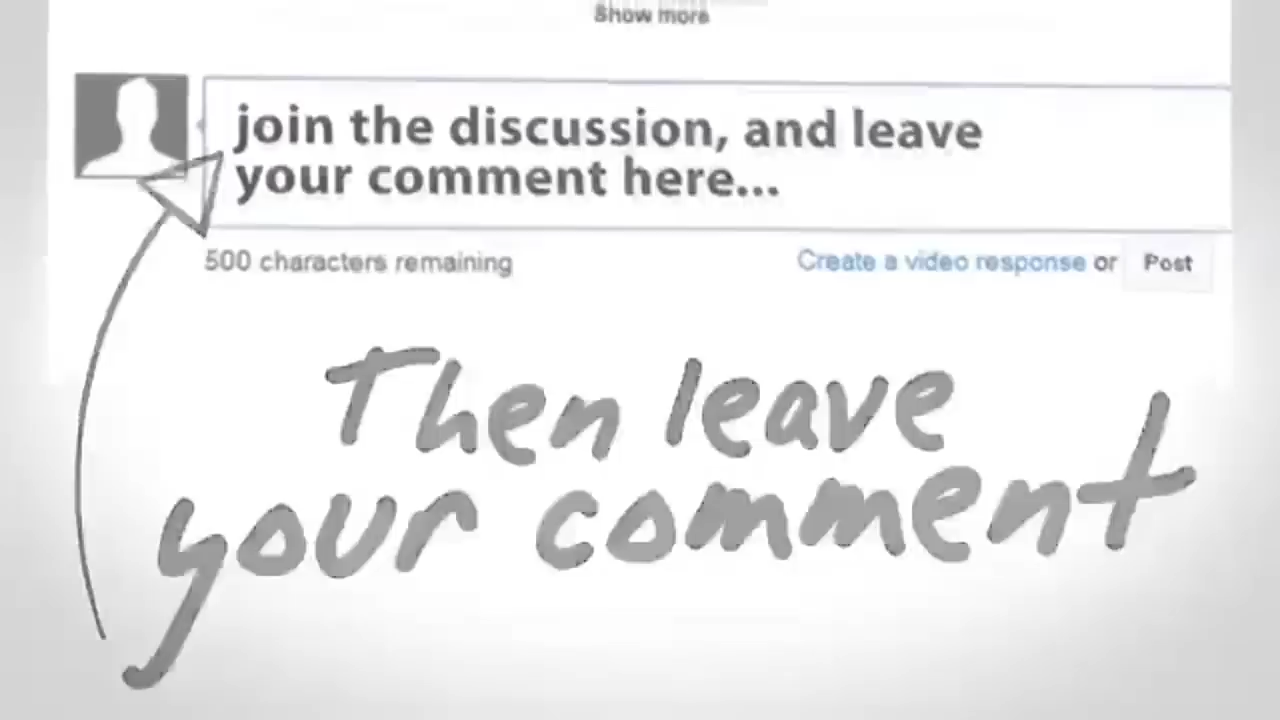 Show more
join the discussion, and leave
your comment here...
500 characters remaining
Create a video response or Post
Then leave
your comment